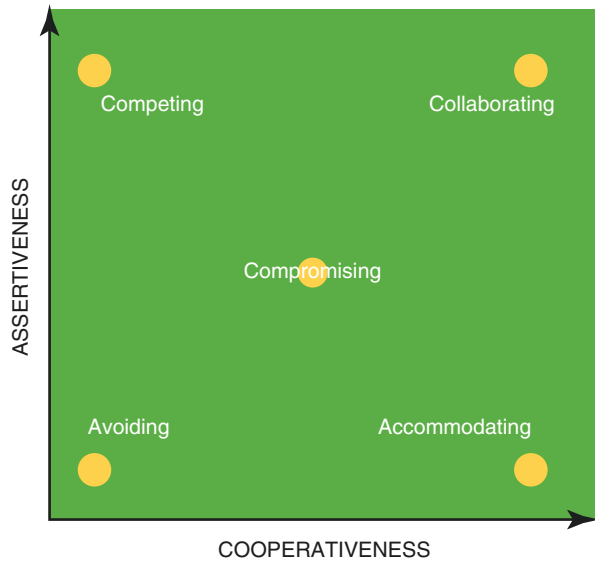 Competing
Collaborating
Compromising
Avoiding
Accommodating
ASSERTIVENESS
COOPERATIVENESS